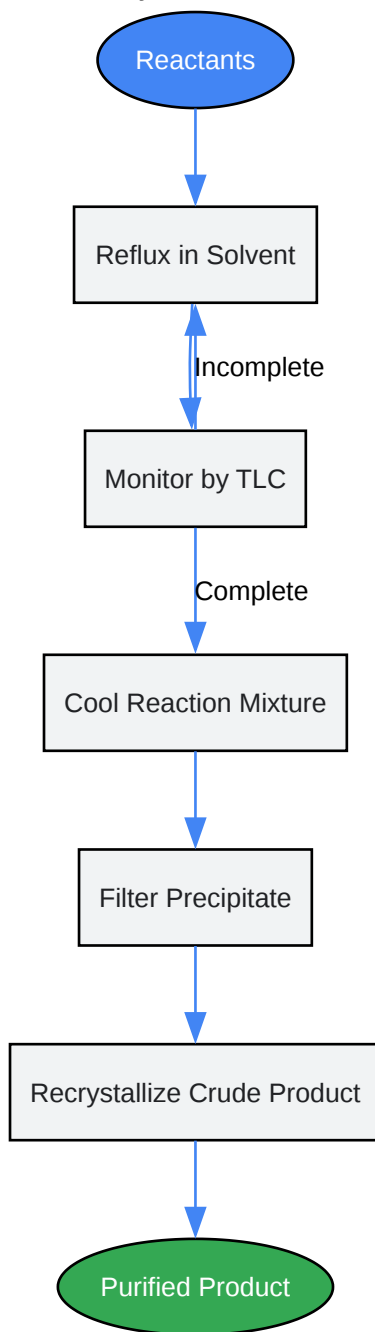 Reactants
Reflux in Solvent
Incomplete
Monitor by TLC
Complete
Cool Reaction Mixture
Filter Precipitate
Recrystallize Crude Product
Purified Product